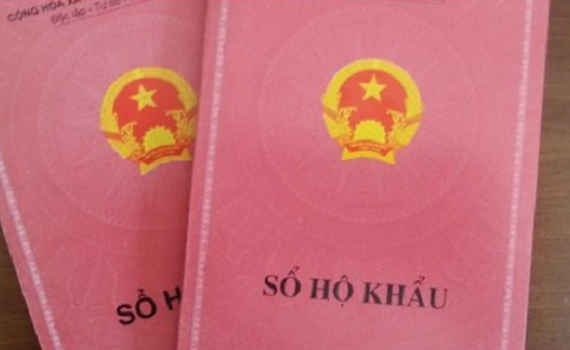 CỘNG HÒA XÃ
Độc lập - Tự do
SỔ H
SỔ HỘ KHẨU